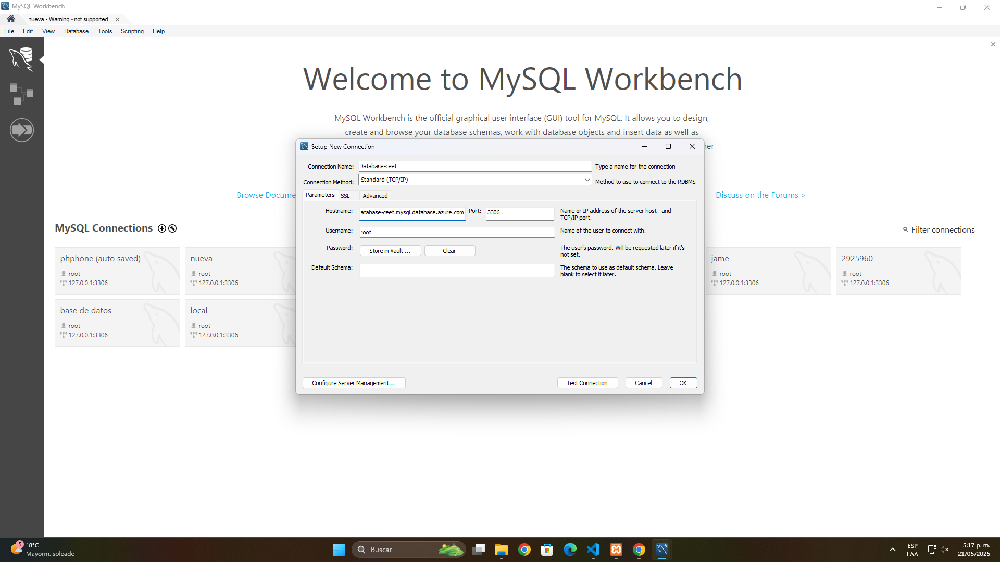 MySQL Workbench
nueva - Warning - not supported
File Edit View Database Tools Scripting Help
Welcome to MySQL Workbench
MySQL Workbench is the official graphical user interface (GUI) tool for MySQL. It allows you to design,
create and browse your database schemas, work with database objects and insert data as well as
Setup New Connection
Connection Name: Database-ceet Type a name for the connection
Connection Method: Standard (TCP/IP) Method to use to connect to the RDBMS
Parameters SSL Advanced
Hostname: atabase-ceet.mysql.database.azure.com Port: 3306 Name or IP address of the server host - and
TCP/IP port.
Username: root Name of the user to connect with.
Password: Store in Vault ... Clear The user's password. Will be requested later if it's
not set.
Default Schema: The schema to use as default schema. Leave
blank to select it later.
Configure Server Management... Test Connection Cancel OK
Browse Docume Discuss on the Forums >
MySQL Connections Filter connections
phphone (auto saved)
root
127.0.0.1:3306
nueva
root
127.0.0.1:3306
jame
root
127.0.0.1:3306
2925960
root
127.0.0.1:3306
base de datos
root
127.0.0.1:3306
local
root
127.0.0.1:3306
5
18°C
Mayorm. soleado
Buscar
ESP
LAA
5:17 p. m.
21/05/2025